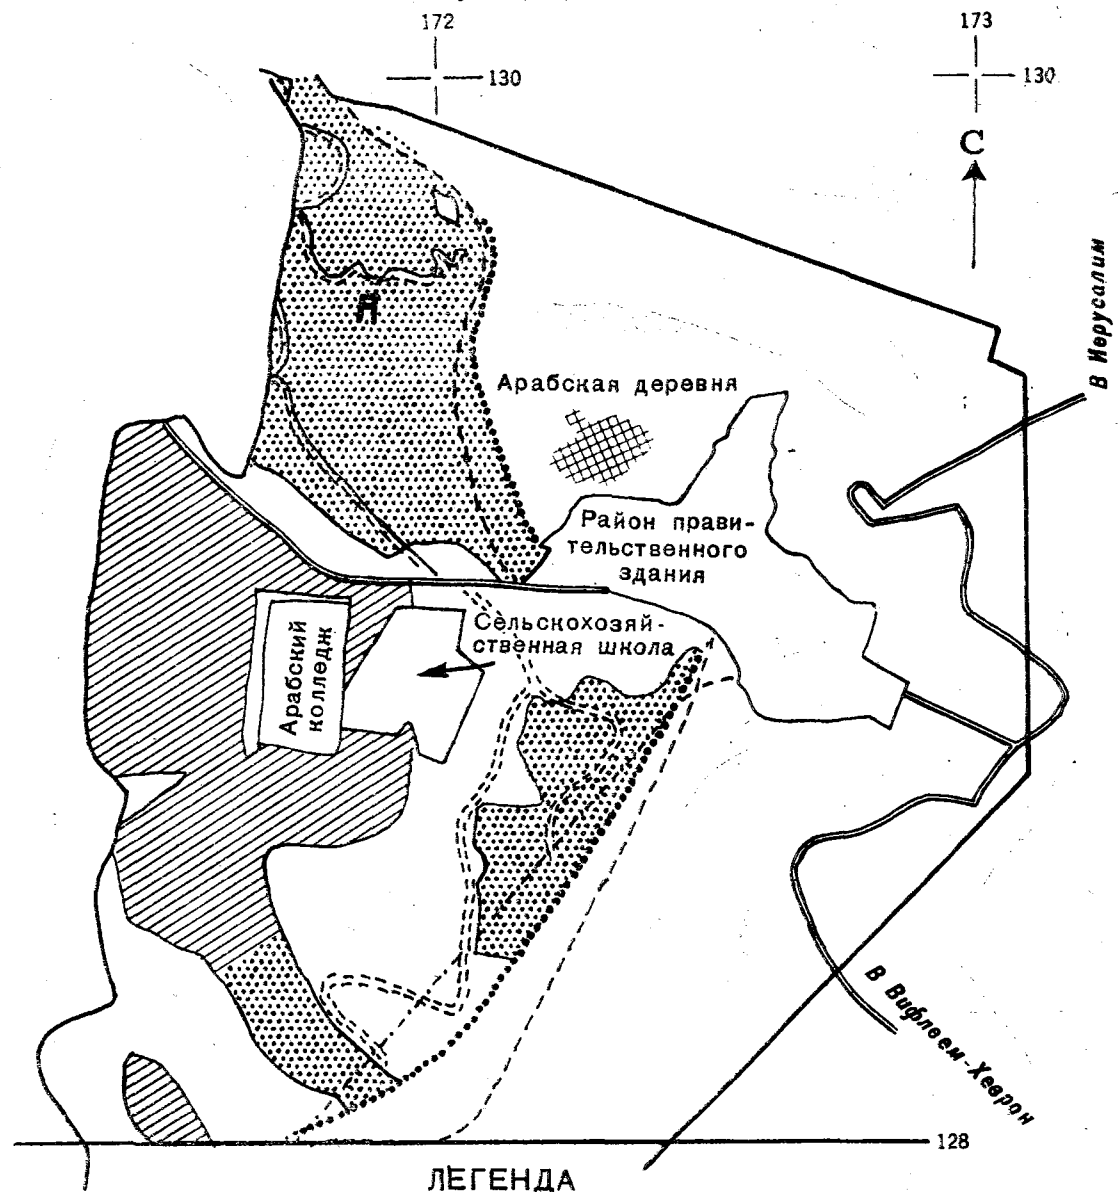 172
173
130
130
С
В Иерусалим
Арабская деревня
Район прави-
тельственного
здания
Сельскохозяй-
ственная школа
Арабский
колледж
В Вифлеем-Хеврон
128
ЛЕГЕНДА